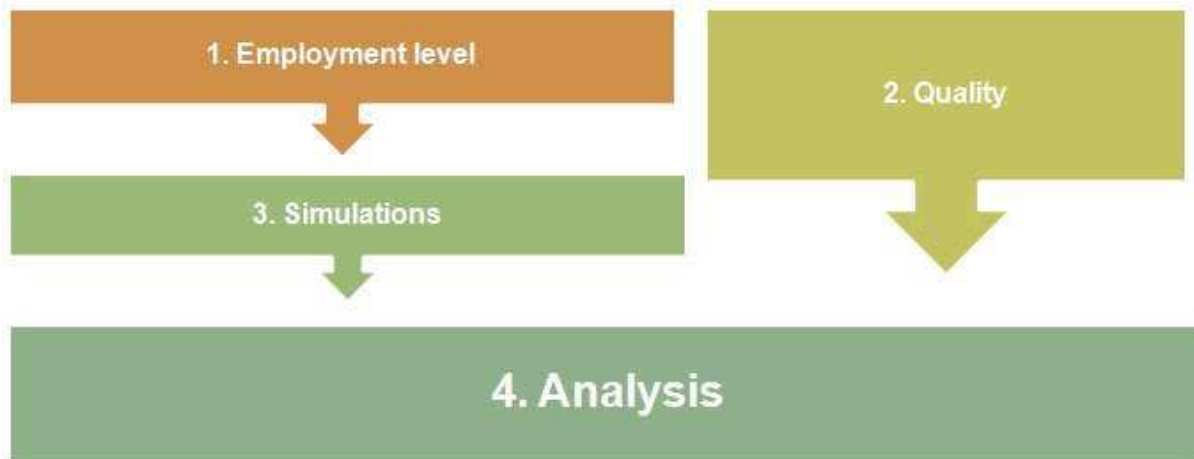 1. Employment level
2. Quality
3. Simulations
4. Analysis